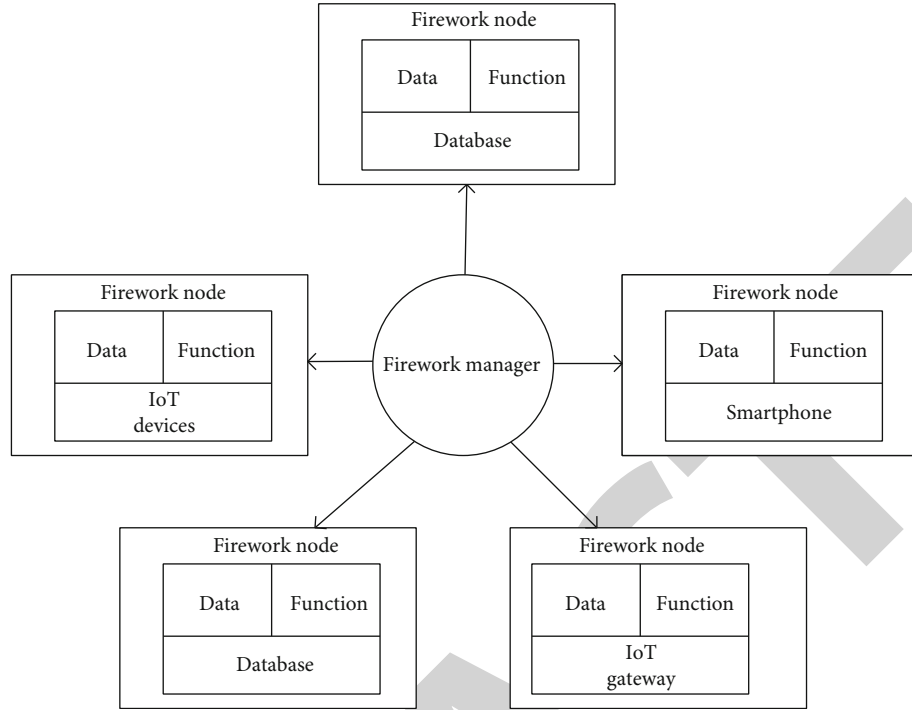 Firework node
Data
Function
Database
Firework node
Data
Function
IoT
devices
Firework manager
Firework node
Data
Function
Smartphone
Firework node
Data
Function
Database
Firework node
Data
Function
IoT
gateway